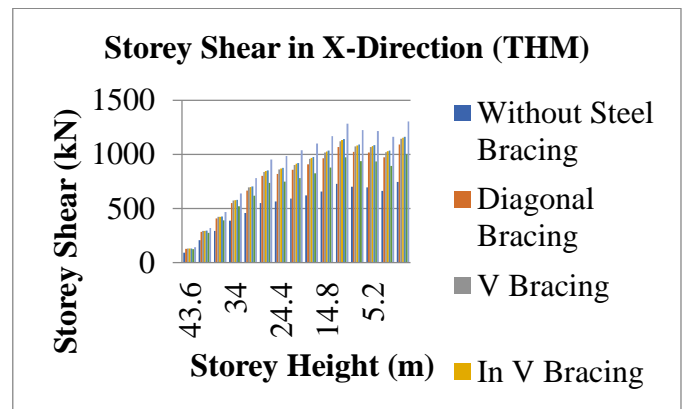 Storey Shear in X-Direction (THM)
Storey Shear (kN)
1500
1000
500
0
43.6
34
24.4
14.8
5.2
Storey Height (m)
Without Steel
Bracing
Diagonal
Bracing
V Bracing
In V Bracing